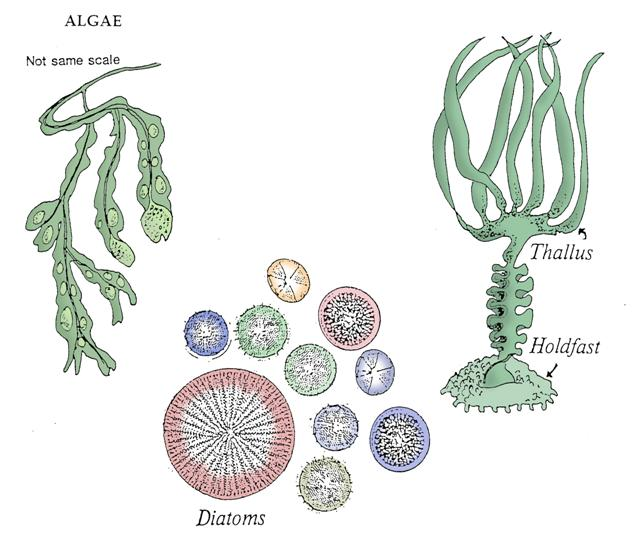 ALGAE
Not same scale
Thallus
Holdfast
Diatoms